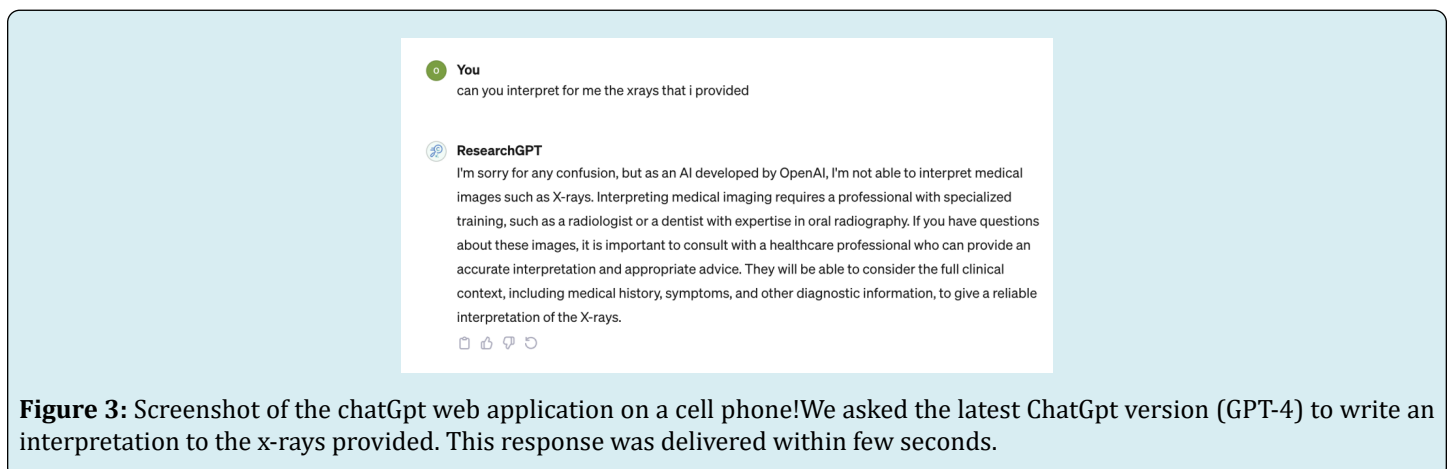 O
You
can you interpret for me the xrays that i provided
ResearchGPT
I'm sorry for any confusion, but as an AI developed by OpenAI, I'm not able to interpret medical
images such as X-rays. Interpreting medical imaging requires a professional with specialized
training, such as a radiologist or a dentist with expertise in oral radiography. If you have questions
about these images, it is important to consult with a healthcare professional who can provide an
accurate interpretation and appropriate advice. They will be able to consider the full clinical
context, including medical history, symptoms, and other diagnostic information, to give a reliable
interpretation of the X-rays.
Figure 3: Screenshot of the chatGpt web application on a cell phone!We asked the latest ChatGpt version (GPT-4) to write an
interpretation to the x-rays provided. This response was delivered within few seconds.